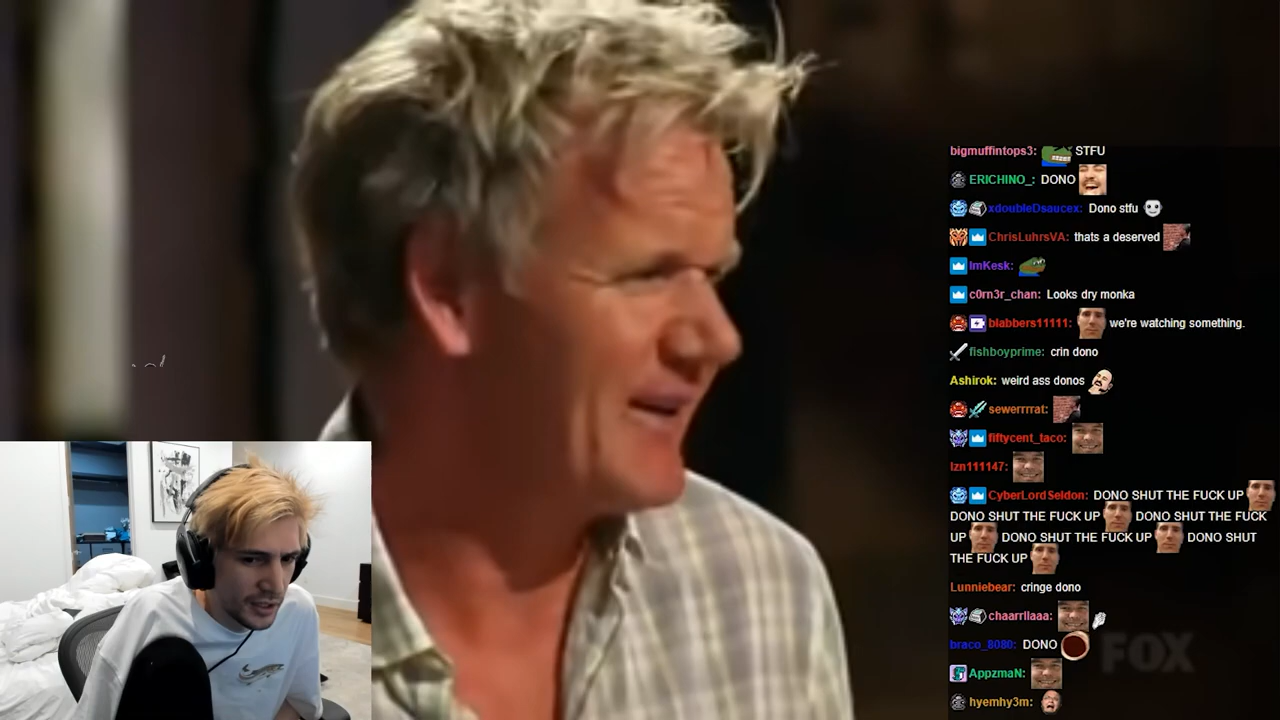 bigmuffintops3: STFU
ERICHINO_: DONO
xdoubleDsaucex: Dono stfu
ChrisLuhrsVA: thats a deserved
ImKesk:
c0rn3r_chan: Looks dry monka
blabbers11111: we're watching something.
fishboyprime: crin dono
Ashirok: weird ass donos
sewerrrrat:
fiftycent_taco:
lzn111147:
CyberLordSeldon: DONO SHUT THE FUCK UP
DONO SHUT THE FUCK UP DONO SHUT THE FUCK
UP DONO SHUT THE FUCK UP DONO SHUT
THE FUCK UP
Lunniebear: cringe dono
chaarrllaaa:
braco_8080: DONO
FOX
AppzmaN:
hyemhy3m: